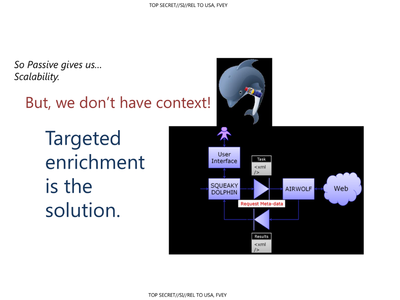 TOP SECRET//SI//REL TO USA, FVEY
So Passive gives us...
Scalability.
But, we don't have context!
Targeted
enrichment
is the
solution.
User
Interface
Task
<xml
/>
SQUEAKY
DOLPHIN
AIRWOLF
Web
Request Meta-data
Results
<xml
/>
TOP SECRET//SI//REL TO USA, FVEY